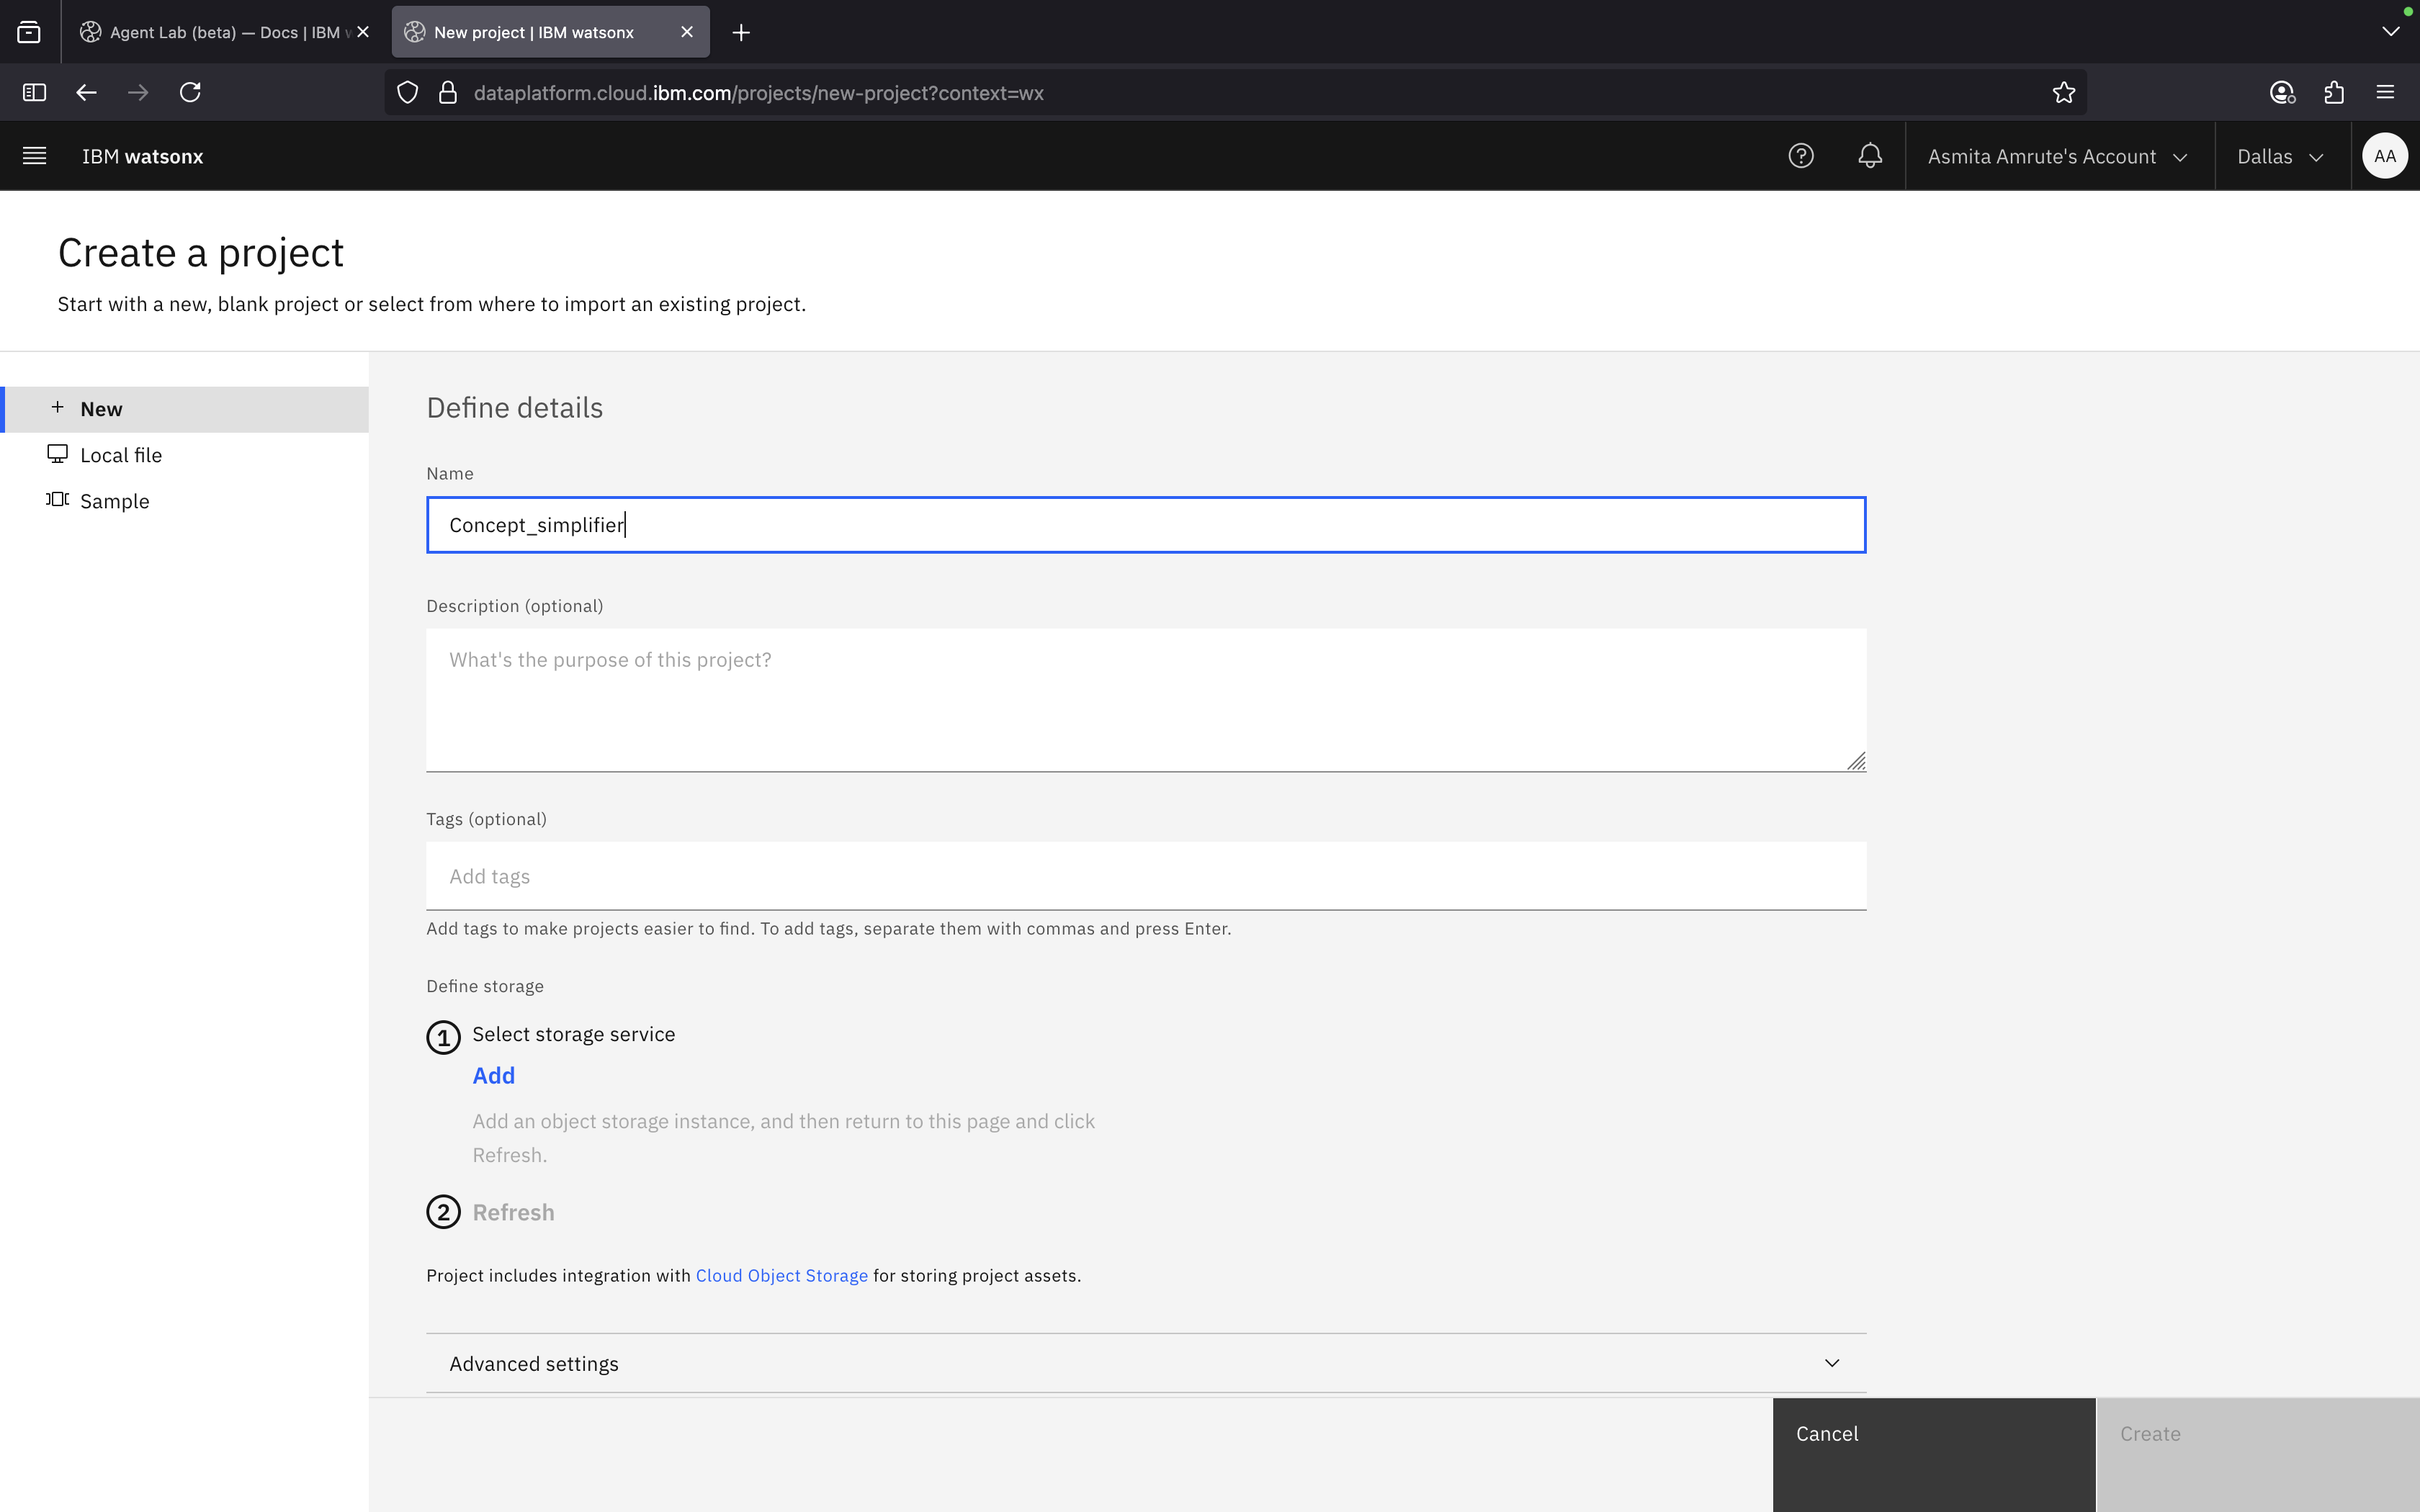 Agent Lab (beta) — Docs | IBM w
New project | IBM watsonx
dataplatform.cloud.ibm.com/projects/new-project?context=wx
IBM watsonx
Asmita Amrute's Account
Dallas
AA
Create a project
Start with a new, blank project or select from where to import an existing project.
New
Local file
Sample
Define details
Name
Concept_simplifier
Description (optional)
What's the purpose of this project?
Tags (optional)
Add tags
Add tags to make projects easier to find. To add tags, separate them with commas and press Enter.
Define storage
1 Select storage service
Add
Add an object storage instance, and then return to this page and click
Refresh.
2 Refresh
Project includes integration with Cloud Object Storage for storing project assets.
Advanced settings
Cancel
Create